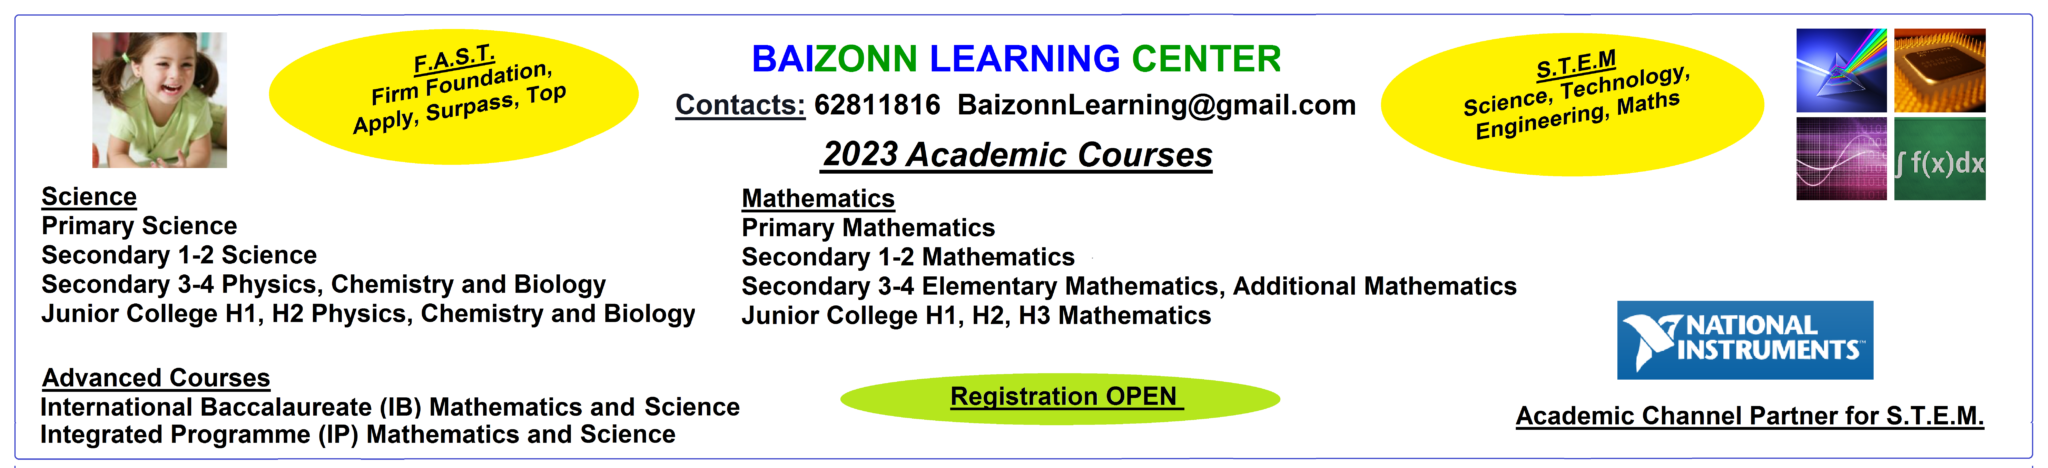 F.A.S.T.
Firm Foundation,
Apply, Surpass, Top
BAIZONN LEARNING CENTER
Contacts: 62811816 BaizonnLearning@gmail.com
2023 Academic Courses
S.T.E.M
Science, Technology,
Engineering, Maths
∫ f(x)dx
Science
Primary Science
Secondary 1-2 Science
Secondary 3-4 Physics, Chemistry and Biology
Junior College H1, H2 Physics, Chemistry and Biology
Mathematics
Primary Mathematics
Secondary 1-2 Mathematics
Secondary 3-4 Elementary Mathematics, Additional Mathematics
Junior College H1, H2, H3 Mathematics
Advanced Courses
International Baccalaureate (IB) Mathematics and Science
Integrated Programme (IP) Mathematics and Science
Registration OPEN
NATIONAL
INSTRUMENTS™
Academic Channel Partner for S.T.E.M.